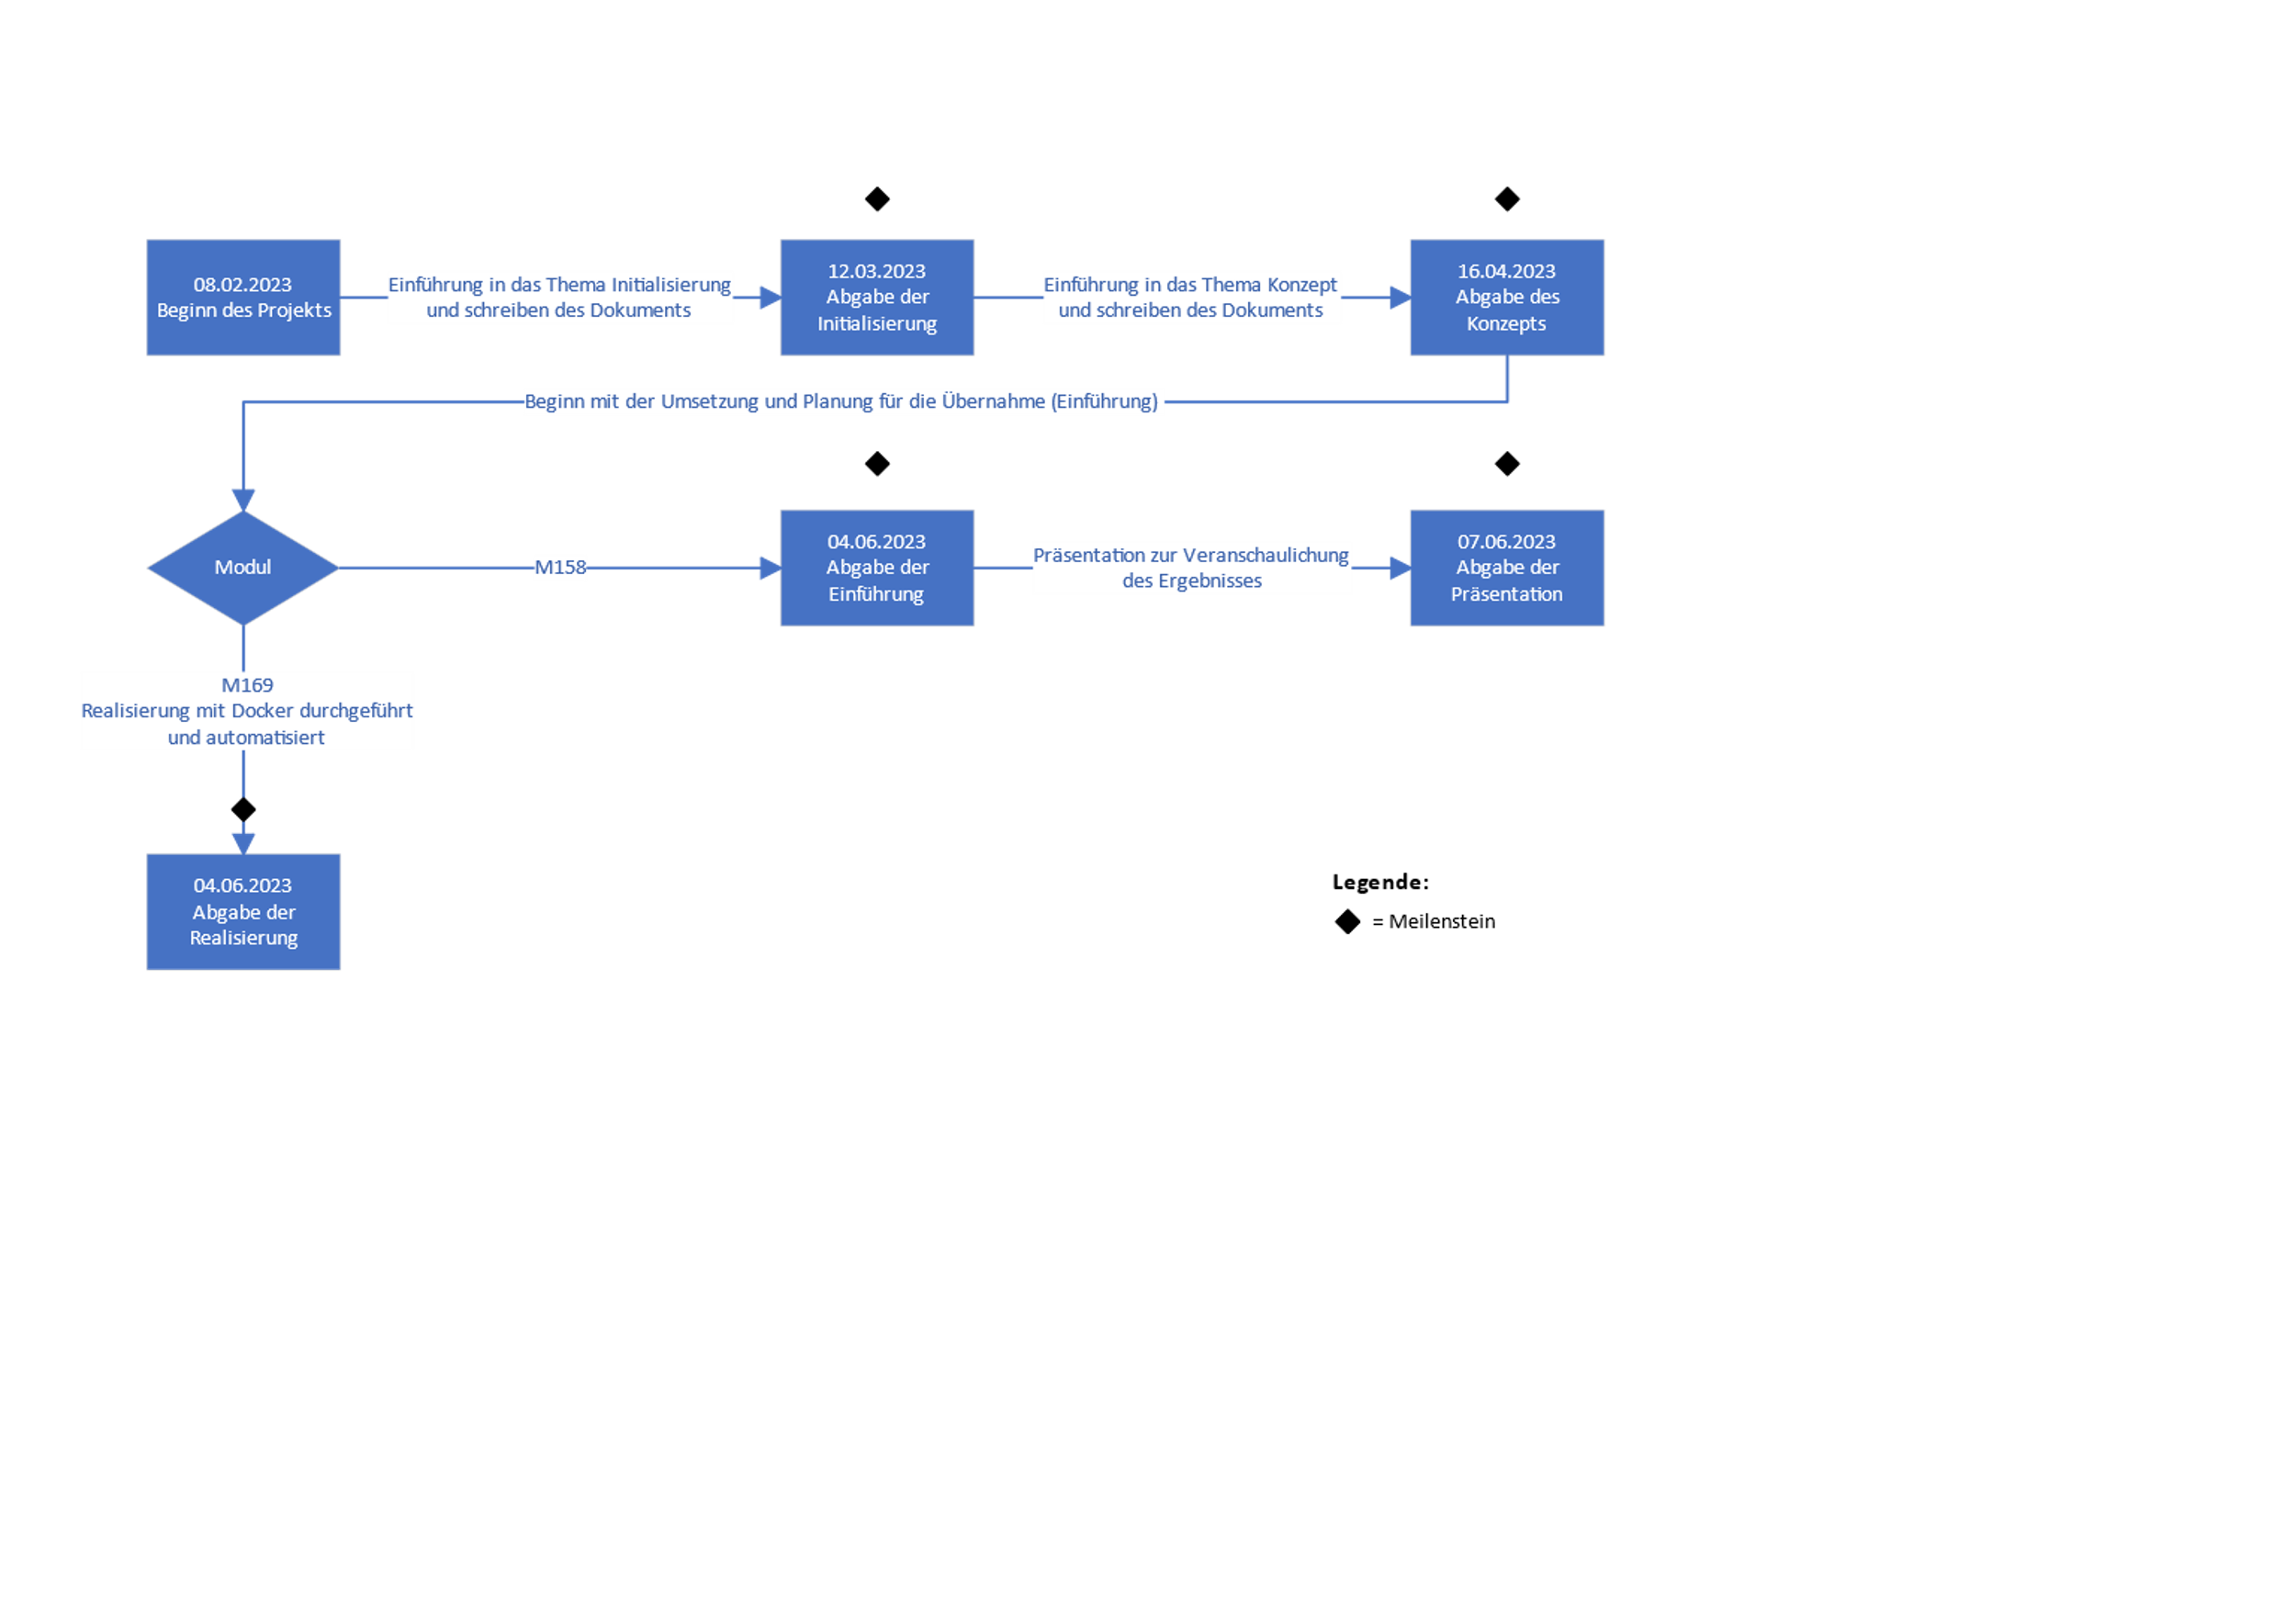 08.02.2023
Beginn des Projekts
Einführung in das Thema Initialisierung
und schreiben des Dokuments
12.03.2023
Abgabe der
Initialisierung
Einführung in das Thema Konzept
und schreiben des Dokuments
16.04.2023
Abgabe des
Konzepts
Beginn mit der Umsetzung und Planung für die Übernahme (Einführung)
Modul
M158
04.06.2023
Abgabe der
Einführung
Präsentation zur Veranschaulichung
des Ergebnisses
07.06.2023
Abgabe der
Präsentation
M169
Realisierung mit Docker durchgeführt
und automatisiert
04.06.2023
Abgabe der
Realisierung
Legende:
= Meilenstein